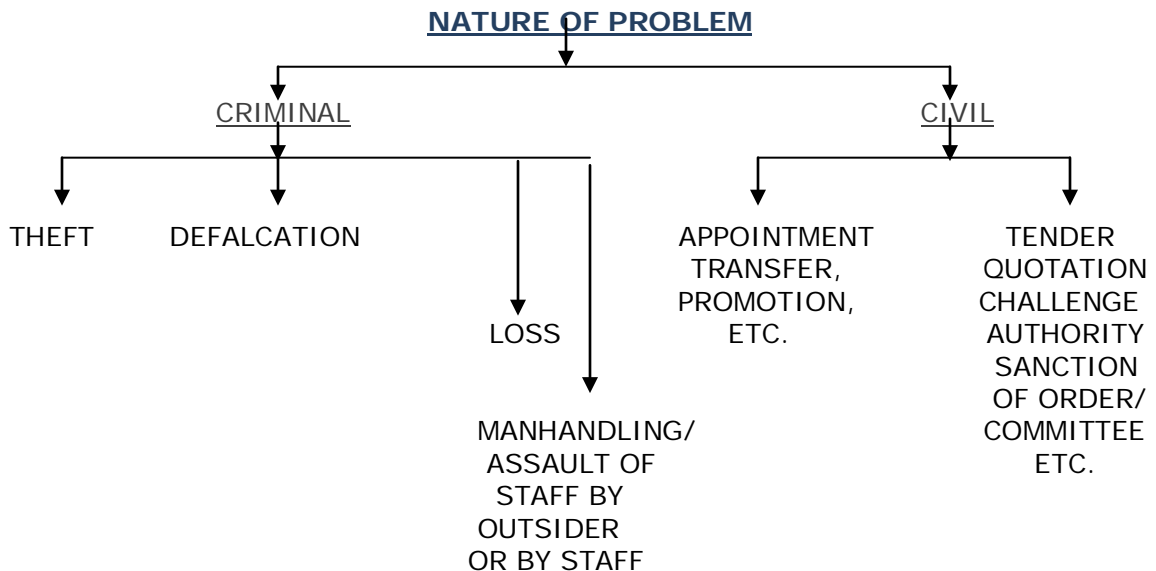 NATURE OF PROBLEM
CRIMINAL
CIVIL
THEFT
DEFALCATION
LOSS
MANHANDLING/
ASSAULT OF
STAFF BY
OUTSIDER
OR BY STAFF
APPOINTMENT
TRANSFER,
PROMOTION,
ETC.
TENDER
QUOTATION
CHALLENGE
AUTHORITY
SANCTION
OF ORDER/
COMMITTEE
ETC.